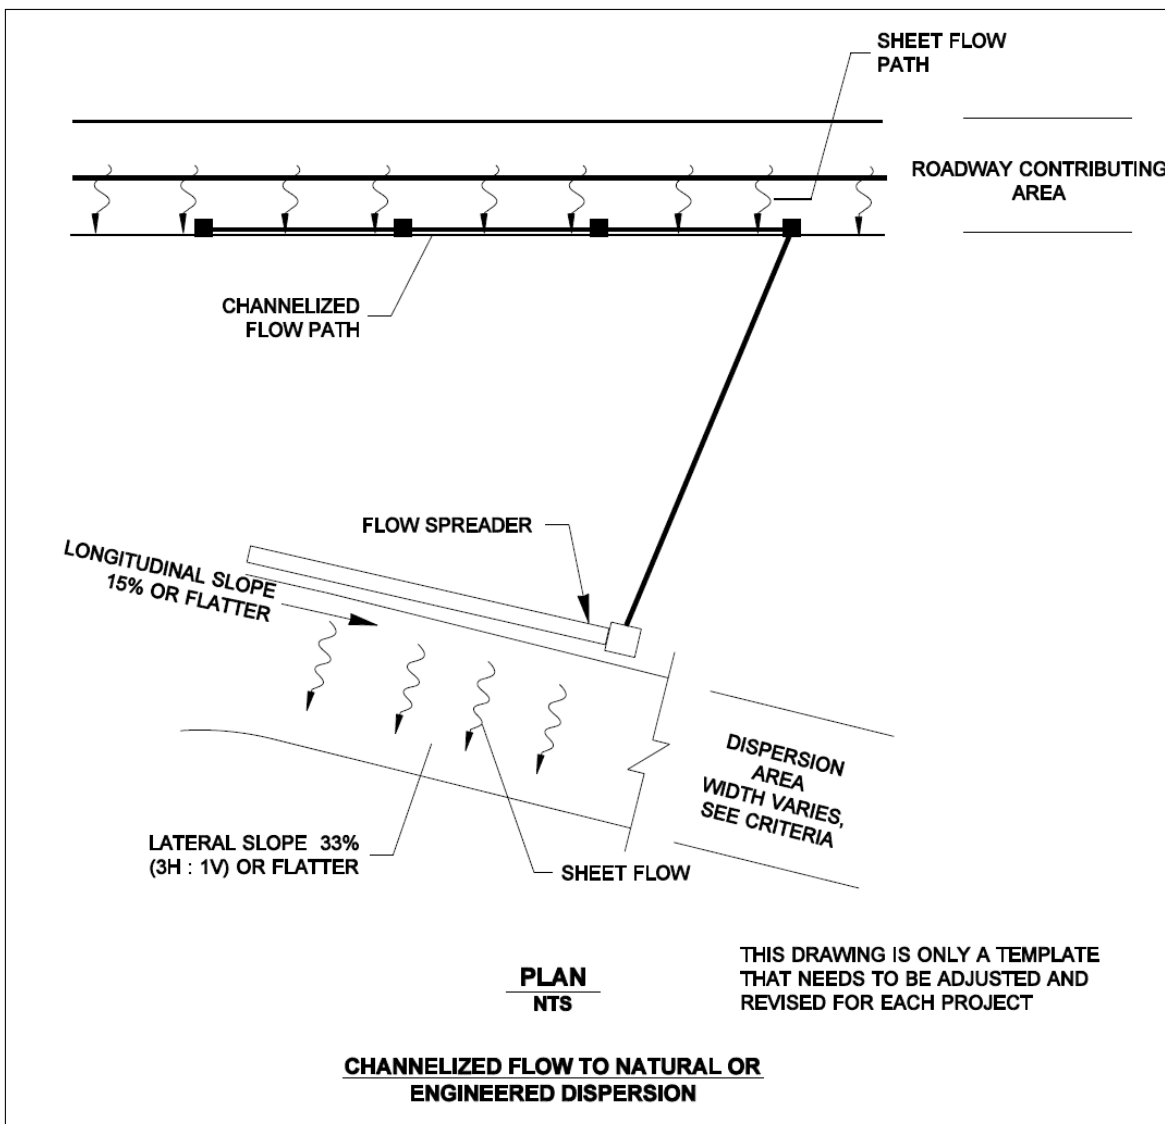 SHEET FLOW
PATH
ROADWAY CONTRIBUTING
AREA
CHANNELIZED
FLOW PATH
FLOW SPREADER
LONGITUDINAL SLOPE
15% OR FLATTER
DISPERSION
AREA
WIDTH VARIES,
SEE CRITERIA
LATERAL SLOPE 33%
(3H : 1V) OR FLATTER
SHEET FLOW
PLAN
NTS
THIS DRAWING IS ONLY A TEMPLATE
THAT NEEDS TO BE ADJUSTED AND
REVISED FOR EACH PROJECT
CHANNELIZED FLOW TO NATURAL OR
ENGINEERED DISPERSION